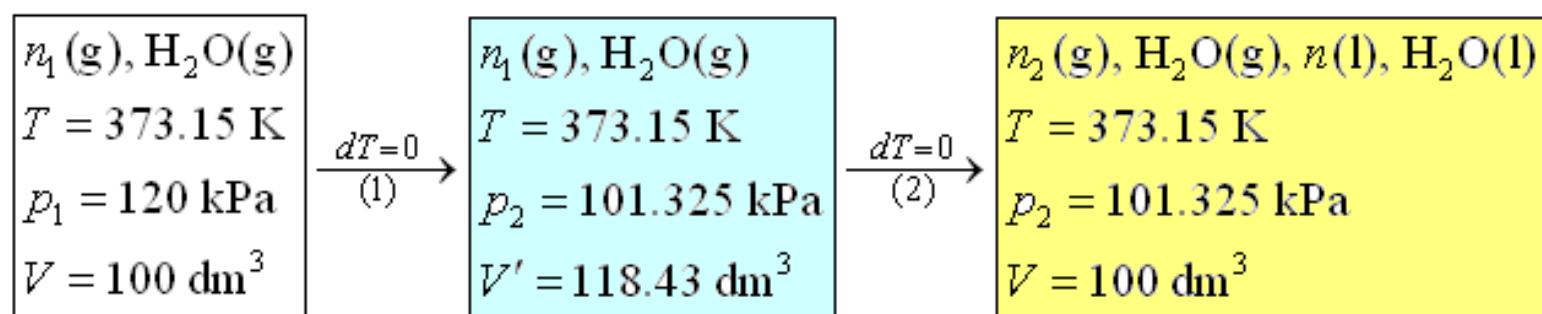 n₁(g), H₂O(g)
T = 373.15 K
p₁ = 120 kPa
V = 100 dm³
dT=0
(1)
n₁(g), H₂O(g)
T = 373.15 K
p₂ = 101.325 kPa
V′ = 118.43 dm³
dT=0
(2)
n₂(g), H₂O(g), n(l), H₂O(l)
T = 373.15 K
p₂ = 101.325 kPa
V = 100 dm³